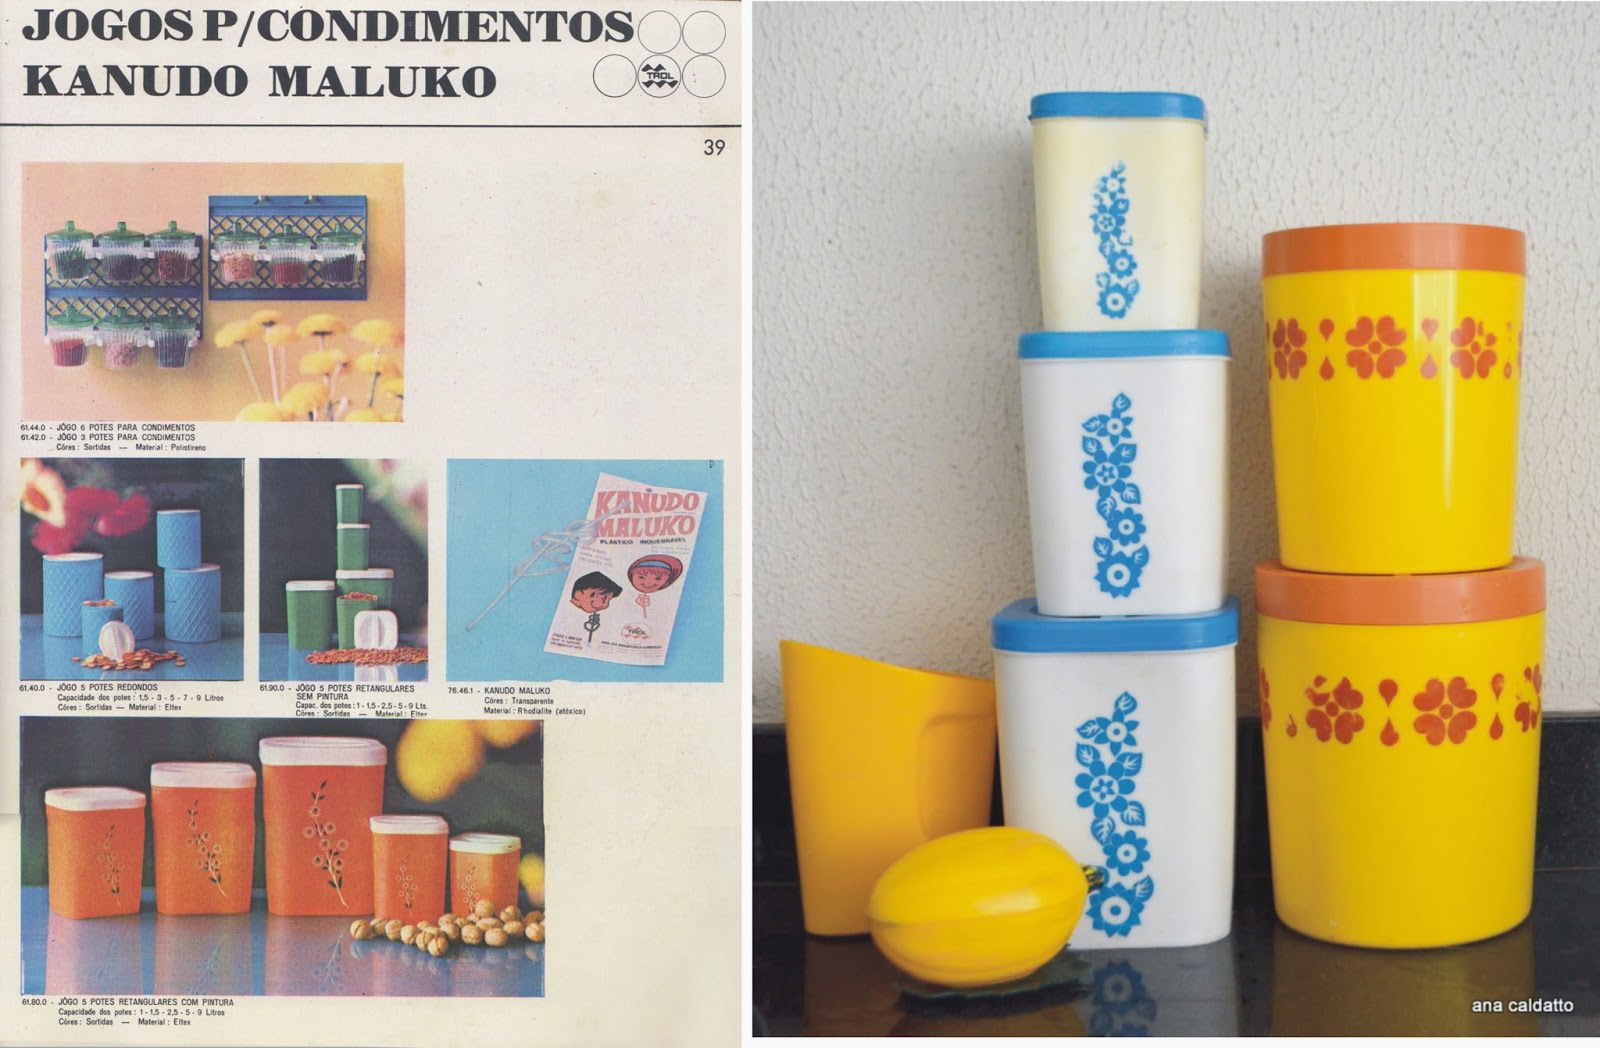 JOGOS P/CONDIMENTOS
KANUDO MALUKO
TROL
39
61.44.0 - JÔGO 6 POTES PARA CONDIMENTOS
61.42.0 - JÔGO 3 POTES PARA CONDIMENTOS
Côres : Sortidas — Material : Polistireno
61.40.0 - JÔGO 5 POTES REDONDOS
Capacidade dos potes : 1,5 - 3 - 5 - 7 - 9 Litros
Côres : Sortidas — Material : Eltex
61.90.0 - JÔGO 5 POTES RETANGULARES
SEM PINTURA
Capac. dos potes : 1 - 1,5 - 2,5 - 5 - 9 Lts.
Côres : Sortidas - Material : Eltex
KANUDO
MALUKO
PLÁSTICO INQUEBRÁVEL
TROL
76.46.1 - KANUDO MALUKO
Côres : Transparente
Material : Rhodialite (atóxico)
61.80.0 - JÔGO 5 POTES RETANGULARES COM PINTURA
Capacidade dos potes : 1 - 1,5 - 2,5 - 5 - 9 Litros
Côres : Sortidas — Material : Eltex
ana caldatto